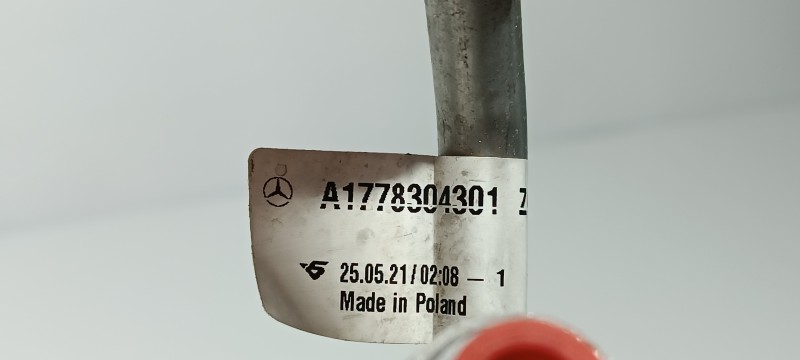 A1778304301
25.05.21/02:08 – 1
Made in Poland